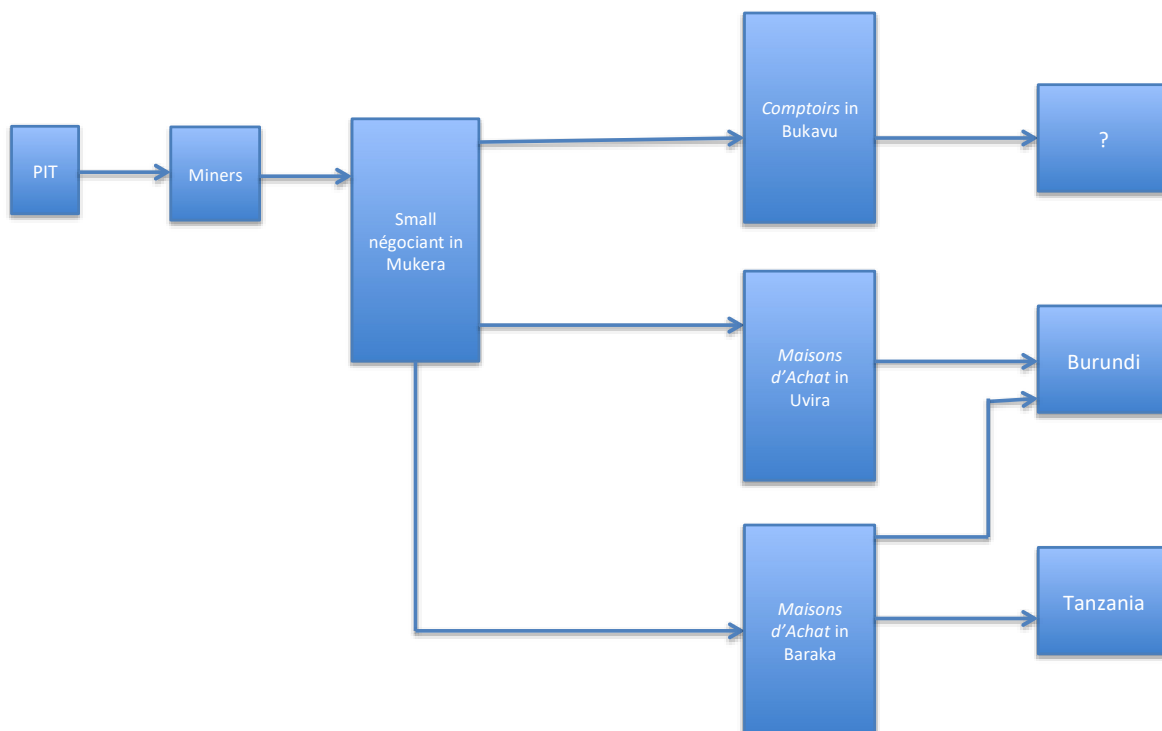 PIT
Miners
Small
négociant in
Mukera
Comptoirs in
Bukavu
?
Maisons
d’Achat in
Uvira
Burundi
Maisons
d’Achat in
Baraka
Tanzania